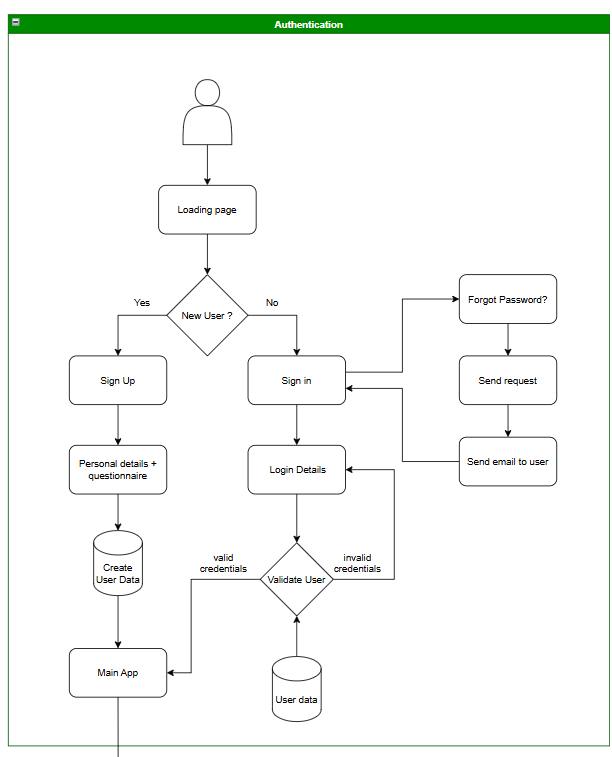 Authentication
Loading page
Yes
No
New User ?
Forgot Password?
Sign Up
Sign in
Send request
Personal details +
questionnaire
Login Details
Send email to user
valid
credentials
invalid
credentials
Create
User Data
Validate User
Main App
User data